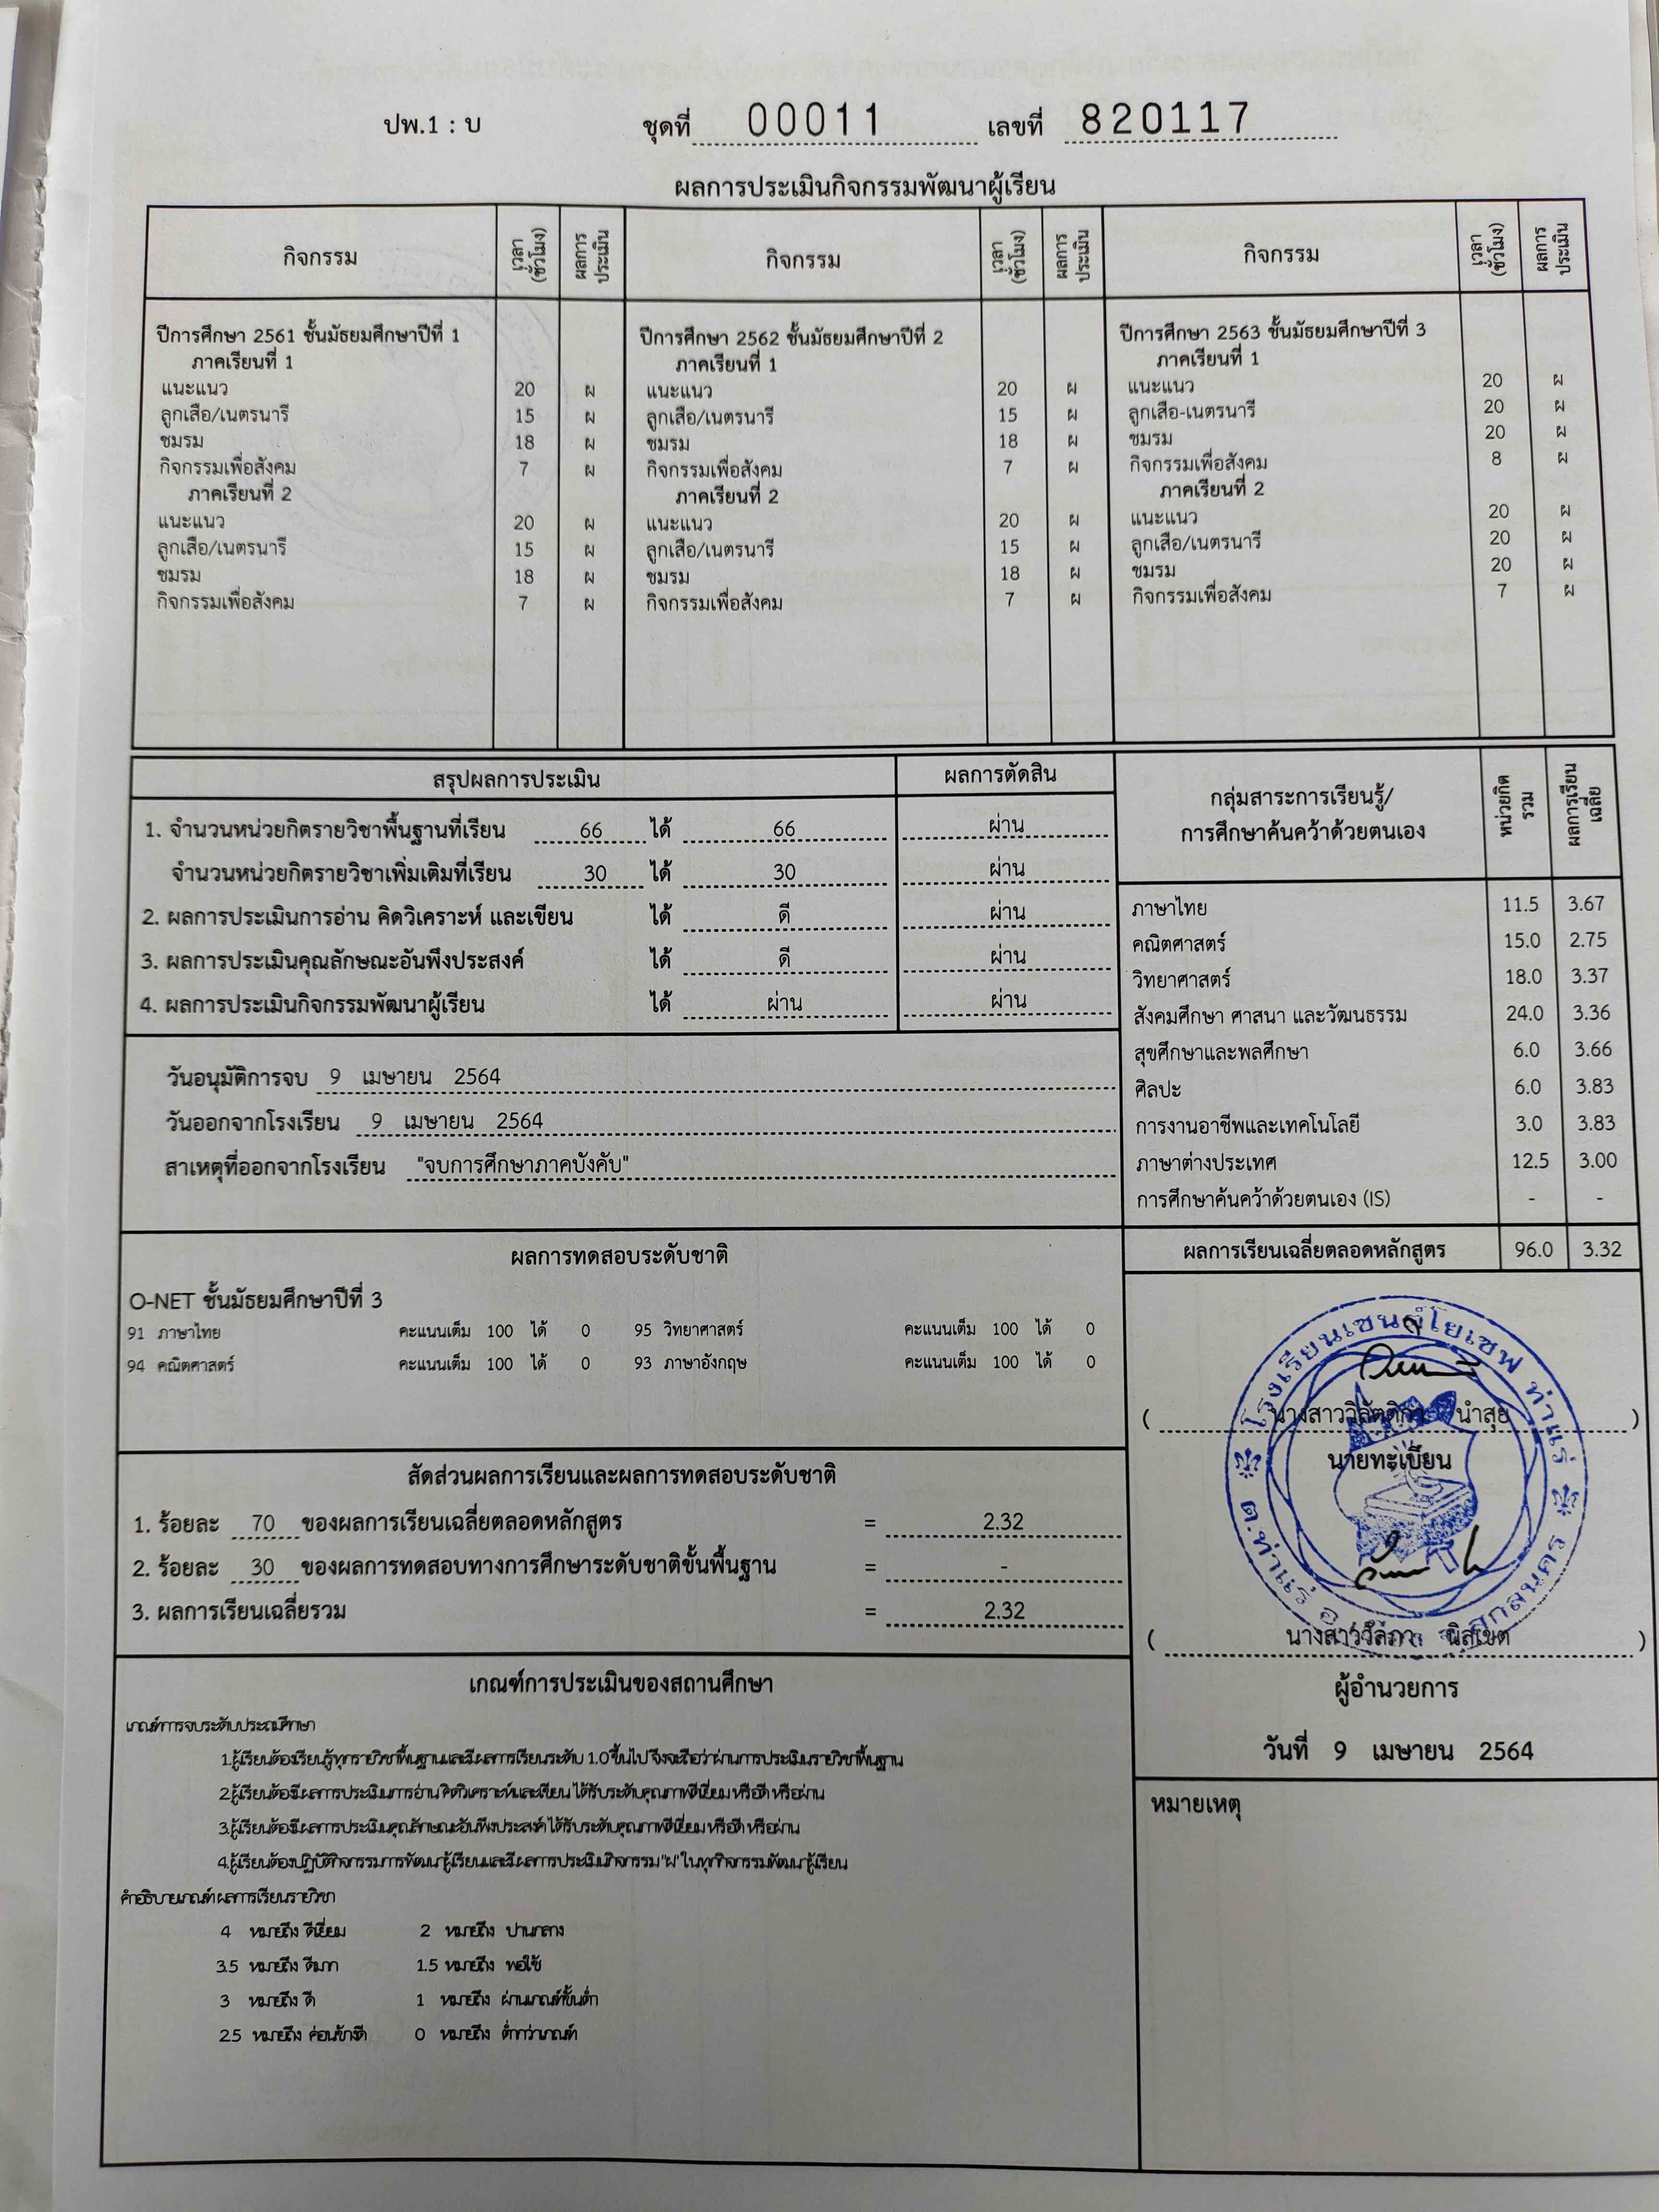 ปพ.1 : บ ชุดที่ 00011 เลขที่ 820117
ผลการประเมินกิจกรรมพัฒนาผู้เรียน
กิจกรรม เวลา (ชั่วโมง) ผลการประเมิน กิจกรรม เวลา (ชั่วโมง) ผลการประเมิน กิจกรรม เวลา (ชั่วโมง) ผลการประเมิน
ปีการศึกษา 2561 ชั้นมัธยมศึกษาปีที่ 1
ภาคเรียนที่ 1
แนะแนว 20 ผ
ลูกเสือ/เนตรนารี 15 ผ
ชมรม 18 ผ
กิจกรรมเพื่อสังคม 7 ผ
ภาคเรียนที่ 2
แนะแนว 20 ผ
ลูกเสือ/เนตรนารี 15 ผ
ชมรม 18 ผ
กิจกรรมเพื่อสังคม 7 ผ
ปีการศึกษา 2562 ชั้นมัธยมศึกษาปีที่ 2
ภาคเรียนที่ 1
แนะแนว 20 ผ
ลูกเสือ/เนตรนารี 15 ผ
ชมรม 18 ผ
กิจกรรมเพื่อสังคม 7 ผ
ภาคเรียนที่ 2
แนะแนว 20 ผ
ลูกเสือ/เนตรนารี 15 ผ
ชมรม 18 ผ
กิจกรรมเพื่อสังคม 7 ผ
ปีการศึกษา 2563 ชั้นมัธยมศึกษาปีที่ 3
ภาคเรียนที่ 1
แนะแนว 20 ผ
ลูกเสือ-เนตรนารี 20 ผ
ชมรม 20 ผ
กิจกรรมเพื่อสังคม 8 ผ
ภาคเรียนที่ 2
แนะแนว 20 ผ
ลูกเสือ/เนตรนารี 20 ผ
ชมรม 20 ผ
กิจกรรมเพื่อสังคม 7 ผ
สรุปผลการประเมิน ผลการตัดสิน
1. จำนวนหน่วยกิตรายวิชาพื้นฐานที่เรียน 66 ได้ 66 ผ่าน
จำนวนหน่วยกิตรายวิชาเพิ่มเติมที่เรียน 30 ได้ 30 ผ่าน
2. ผลการประเมินการอ่าน คิดวิเคราะห์ และเขียน ได้ ดี ผ่าน
3. ผลการประเมินคุณลักษณะอันพึงประสงค์ ได้ ดี ผ่าน
4. ผลการประเมินกิจกรรมพัฒนาผู้เรียน ได้ ผ่าน ผ่าน
วันอนุมัติการจบ 9 เมษายน 2564
วันออกจากโรงเรียน 9 เมษายน 2564
สาเหตุที่ออกจากโรงเรียน "จบการศึกษาภาคบังคับ"
กลุ่มสาระการเรียนรู้/ การศึกษาค้นคว้าด้วยตนเอง หน่วยกิตรวม ผลการเรียนเฉลี่ย
ภาษาไทย 11.5 3.67
คณิตศาสตร์ 15.0 2.75
วิทยาศาสตร์ 18.0 3.37
สังคมศึกษา ศาสนา และวัฒนธรรม 24.0 3.36
สุขศึกษาและพลศึกษา 6.0 3.66
ศิลปะ 6.0 3.83
การงานอาชีพและเทคโนโลยี 3.0 3.83
ภาษาต่างประเทศ 12.5 3.00
การศึกษาค้นคว้าด้วยตนเอง (IS) - -
ผลการเรียนเฉลี่ยตลอดหลักสูตร 96.0 3.32
ผลการทดสอบระดับชาติ
O-NET ชั้นมัธยมศึกษาปีที่ 3
91 ภาษาไทย คะแนนเต็ม 100 ได้ 0 95 วิทยาศาสตร์ คะแนนเต็ม 100 ได้ 0
94 คณิตศาสตร์ คะแนนเต็ม 100 ได้ 0 93 ภาษาอังกฤษ คะแนนเต็ม 100 ได้ 0
สัดส่วนผลการเรียนและผลการทดสอบระดับชาติ
1. ร้อยละ 70 ของผลการเรียนเฉลี่ยตลอดหลักสูตร = 2.32
2. ร้อยละ 30 ของผลการทดสอบทางการศึกษาระดับชาติขั้นพื้นฐาน = -
3. ผลการเรียนเฉลี่ยรวม = 2.32
โรงเรียนเซนต์โยเซฟ ท่าแร่
ต.ท่าแร่ สกลนคร
( นางสาว นำสุย )
นายทะเบียน
( นางสาววิลภา นิสเขต )
ผู้อำนวยการ
วันที่ 9 เมษายน 2564
หมายเหตุ
เกณฑ์การประเมินของสถานศึกษา
เกณฑ์การจบระดับประถมศึกษา
1.ผู้เรียนต้องเรียนรู้ทุกรายวิชาพื้นฐานและมีผลการเรียนระดับ 1.0 ขึ้นไป จึงจะถือว่าผ่านการประเมินรายวิชาพื้นฐาน
2.ผู้เรียนต้องมีผลการประเมินการอ่าน คิดวิเคราะห์และเขียน ได้รับระดับคุณภาพดีเยี่ยม หรือดี หรือผ่าน
3.ผู้เรียนต้องมีผลการประเมินคุณลักษณะอันพึงประสงค์ ได้รับระดับคุณภาพดีเยี่ยม หรือดี หรือผ่าน
4.ผู้เรียนต้องปฏิบัติกิจกรรมการพัฒนาผู้เรียนและมีผลการประเมินกิจกรรม "ผ" ในทุกกิจกรรมพัฒนาผู้เรียน
คำอธิบายเกณฑ์ ผลการเรียนรายวิชา
4 หมายถึง ดีเยี่ยม 2 หมายถึง ปานกลาง
3.5 หมายถึง ดีมาก 1.5 หมายถึง พอใช้
3 หมายถึง ดี 1 หมายถึง ผ่านเกณฑ์ขั้นต่ำ
2.5 หมายถึง ค่อนข้างดี 0 หมายถึง ต่ำกว่าเกณฑ์